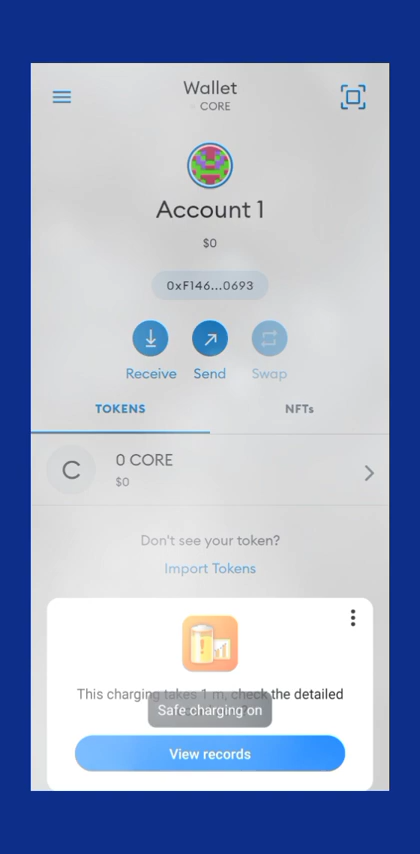 Wallet
CORE
Account 1
$0
0xF146...0693
Receive Send Swap
TOKENS NFTs
C 0 CORE
$0
Don't see your token?
Import Tokens
This charging takes 1 m, check the detailed
Safe charging on
View records